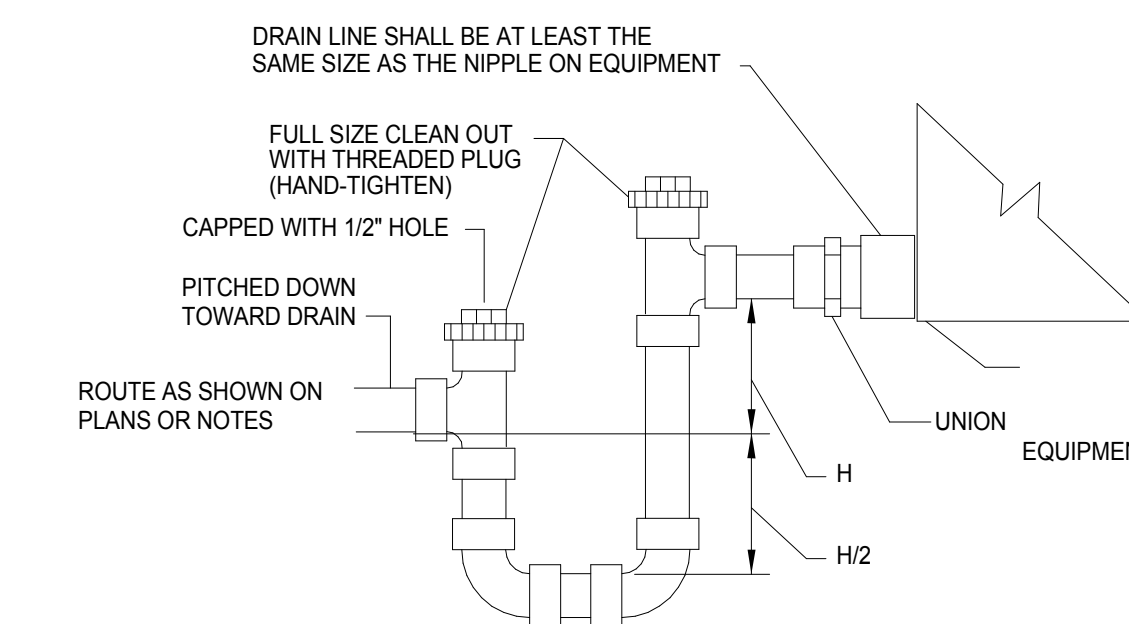 DRAIN LINE SHALL BE AT LEAST THE
SAME SIZE AS THE NIPPLE ON EQUIPMENT
FULL SIZE CLEAN OUT
WITH THREADED PLUG
(HAND-TIGHTEN)
CAPPED WITH 1/2" HOLE
PITCHED DOWN
TOWARD DRAIN
ROUTE AS SHOWN ON
PLANS OR NOTES
UNION
EQUIPMEN
H
H/2